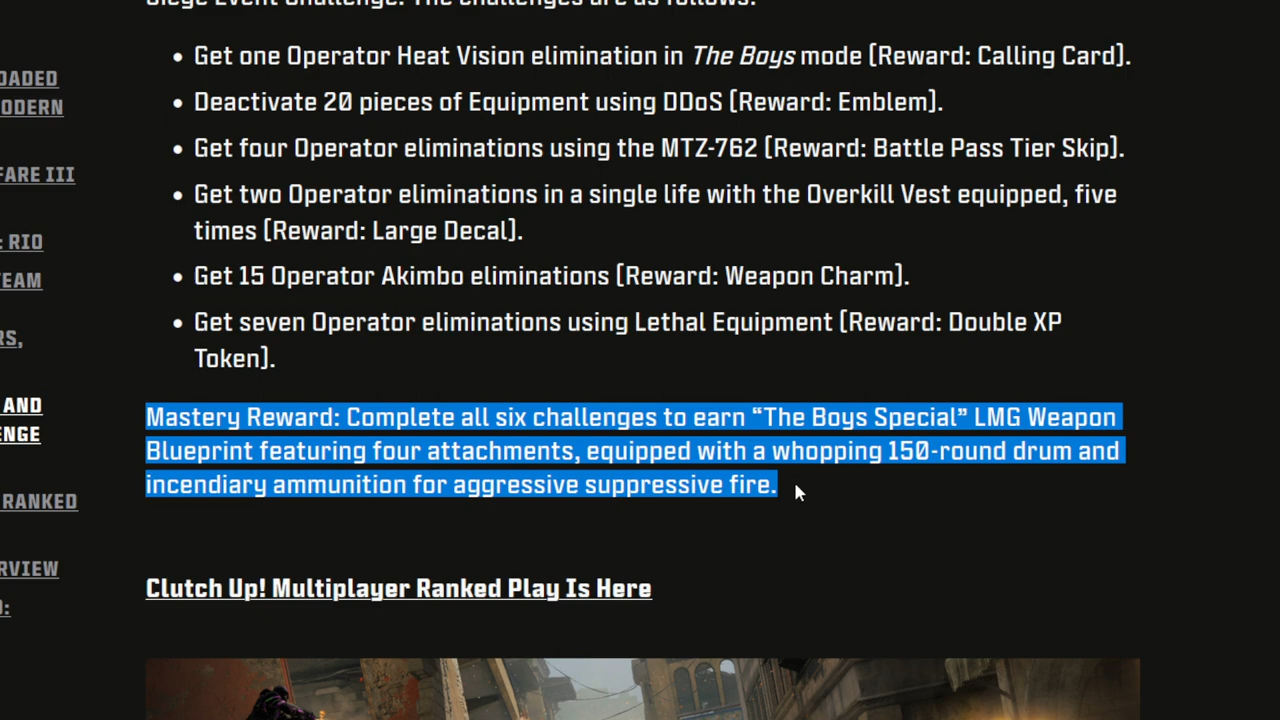 Siege Event Challenge. The challenges are as follows:
• Get one Operator Heat Vision elimination in The Boys mode [Reward: Calling Card].
• Deactivate 20 pieces of Equipment using DDoS [Reward: Emblem].
• Get four Operator eliminations using the MTZ-762 [Reward: Battle Pass Tier Skip].
• Get two Operator eliminations in a single life with the Overkill Vest equipped, five
times [Reward: Large Decal].
• Get 15 Operator Akimbo eliminations [Reward: Weapon Charm].
• Get seven Operator eliminations using Lethal Equipment [Reward: Double XP
Token].
Mastery Reward: Complete all six challenges to earn “The Boys Special” LMG Weapon
Blueprint featuring four attachments, equipped with a whopping 150-round drum and
incendiary ammunition for aggressive suppressive fire.
Clutch Up! Multiplayer Ranked Play Is Here
OADED
ODERN
FARE III
: RIO
TEAM
RS,
AND
ENGE
RANKED
RVIEW
):